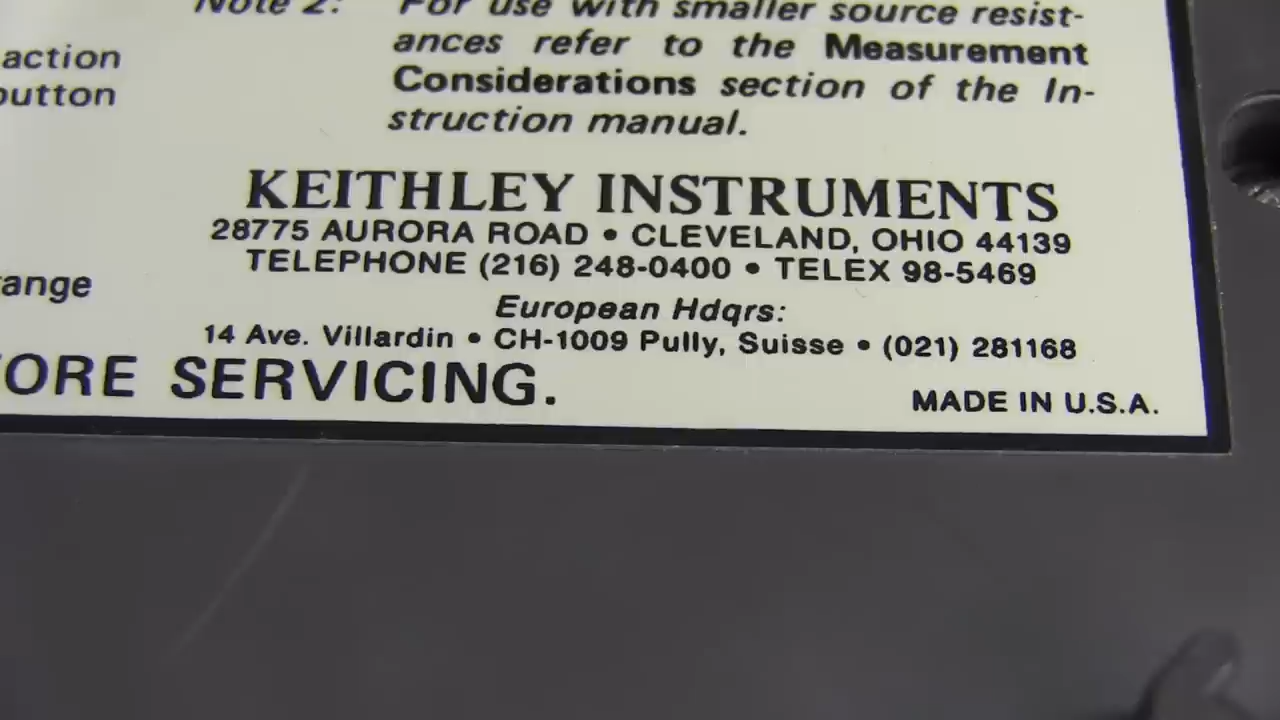 Note 2: For use with smaller source resist-
action ances refer to the Measurement
button Considerations section of the In-
struction manual.
KEITHLEY INSTRUMENTS
28775 AURORA ROAD • CLEVELAND, OHIO 44139
TELEPHONE (216) 248-0400 • TELEX 98-5469
ange
European Hdqrs:
14 Ave. Villardin • CH-1009 Pully, Suisse • (021) 281168
ORE SERVICING.
MADE IN U.S.A.